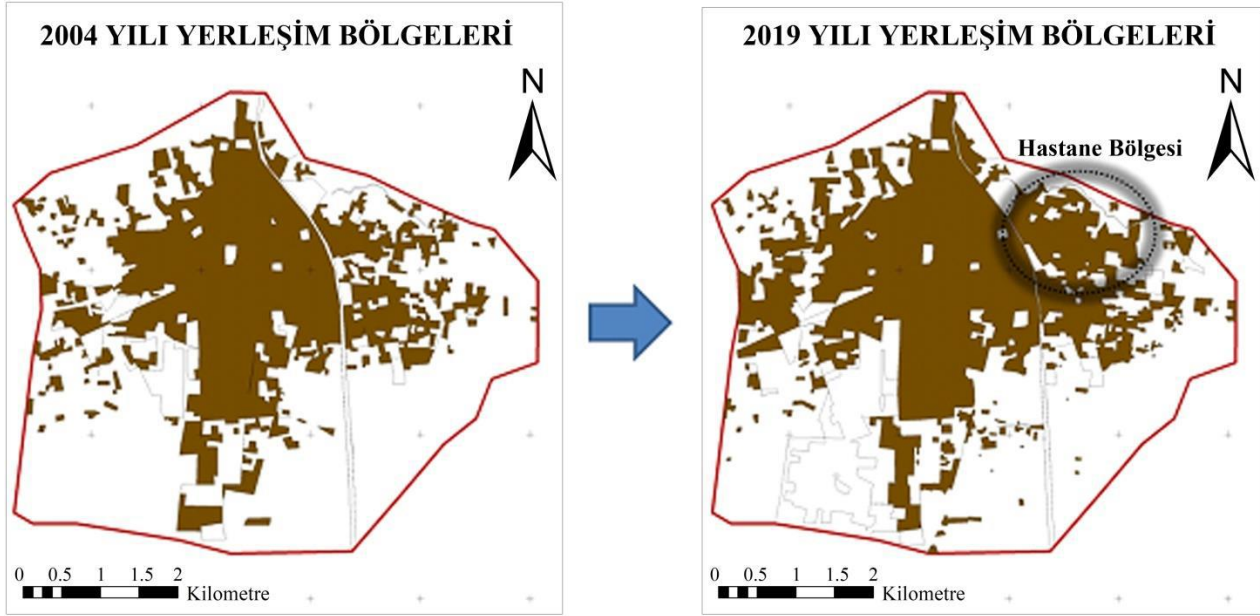 2004 YILI YERLEŞİM BÖLGELERİ
N
0 0.5 1 1.5 2
Kilometre
2019 YILI YERLEŞİM BÖLGELERİ
N
Hastane Bölgesi
0 0.5 1 1.5 2
Kilometre